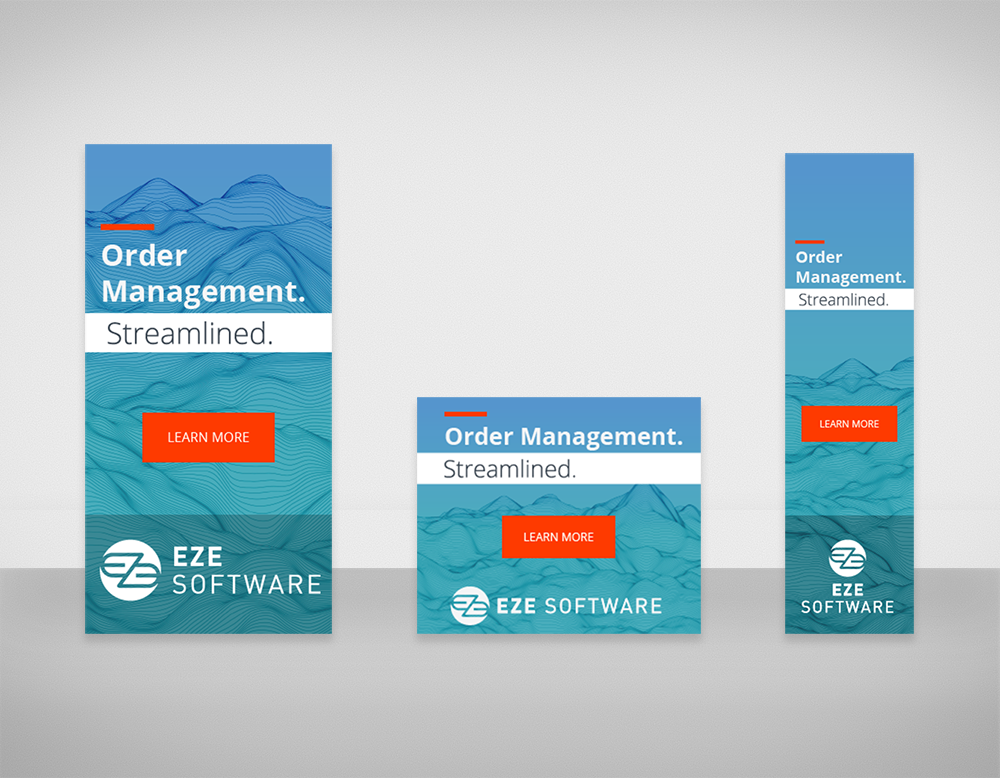 Order
Management.
Streamlined.
LEARN MORE
EZE
SOFTWARE
Order Management.
Streamlined.
LEARN MORE
EZE SOFTWARE
Order
Management.
Streamlined.
LEARN MORE
EZE
SOFTWARE